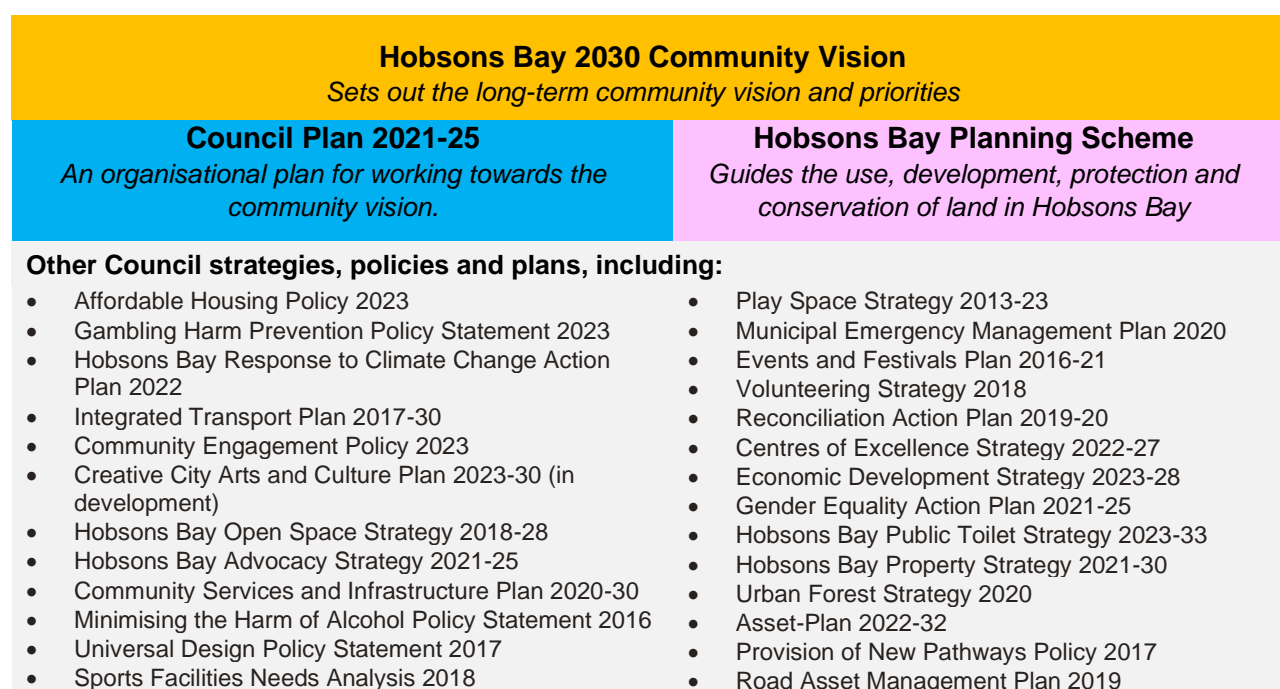 Hobsons Bay 2030 Community Vision
Sets out the long-term community vision and priorities
Council Plan 2021-25
An organisational plan for working towards the
community vision.
Hobsons Bay Planning Scheme
Guides the use, development, protection and
conservation of land in Hobsons Bay
Other Council strategies, policies and plans, including:
• Affordable Housing Policy 2023
• Gambling Harm Prevention Policy Statement 2023
• Hobsons Bay Response to Climate Change Action
Plan 2022
• Integrated Transport Plan 2017-30
• Community Engagement Policy 2023
• Creative City Arts and Culture Plan 2023-30 (in
development)
• Hobsons Bay Open Space Strategy 2018-28
• Hobsons Bay Advocacy Strategy 2021-25
• Community Services and Infrastructure Plan 2020-30
• Minimising the Harm of Alcohol Policy Statement 2016
• Universal Design Policy Statement 2017
• Sports Facilities Needs Analysis 2018
• Play Space Strategy 2013-23
• Municipal Emergency Management Plan 2020
• Events and Festivals Plan 2016-21
• Volunteering Strategy 2018
• Reconciliation Action Plan 2019-20
• Centres of Excellence Strategy 2022-27
• Economic Development Strategy 2023-28
• Gender Equality Action Plan 2021-25
• Hobsons Bay Public Toilet Strategy 2023-33
• Hobsons Bay Property Strategy 2021-30
• Urban Forest Strategy 2020
• Asset-Plan 2022-32
• Provision of New Pathways Policy 2017
• Road Asset Management Plan 2019